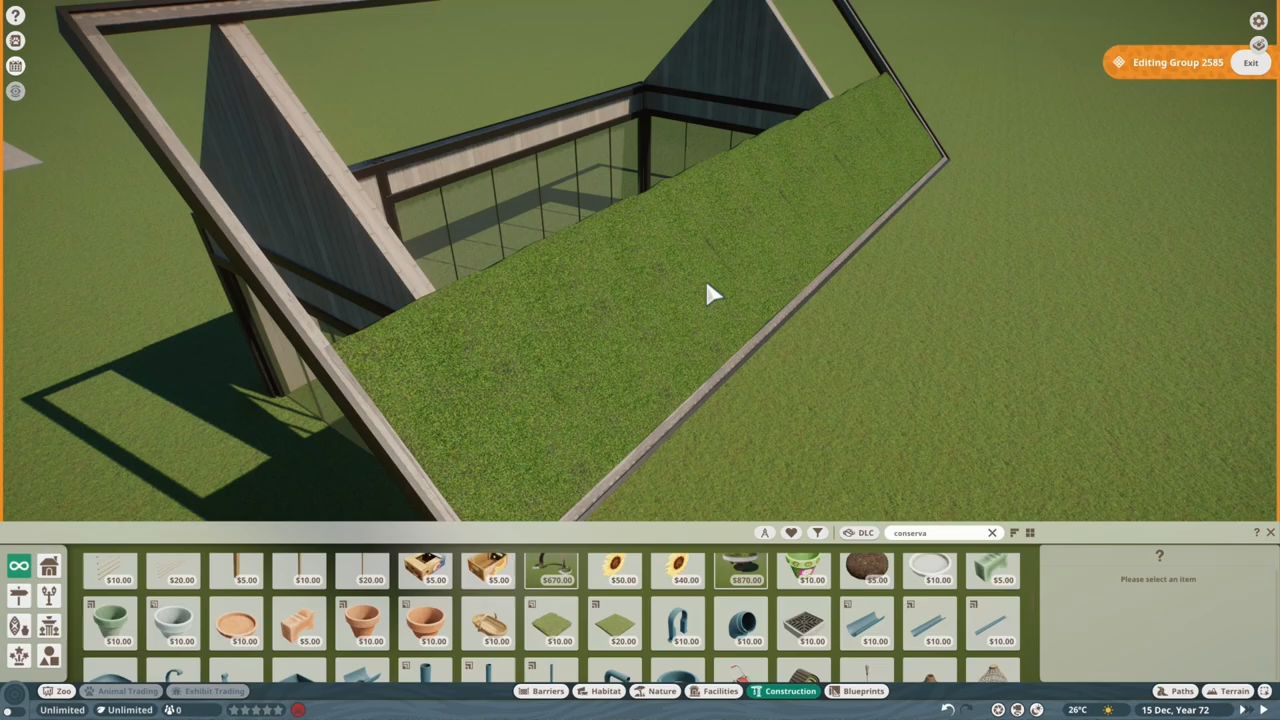 ?
Editing Group 2585
Exit
DLC
conserva
?
$10.00
$20.00
$5.00
$10.00
$20.00
$5.00
$5.00
$670.00
$50.00
$40.00
$870.00
$10.00
$5.00
$10.00
$5.00
?
Please select an item
$10.00
$10.00
$10.00
$5.00
$10.00
$10.00
$10.00
$10.00
$20.00
$10.00
$10.00
$10.00
$10.00
$10.00
$10.00
Zoo
Animal Trading
Exhibit Trading
Barriers
Habitat
Nature
Facilities
Construction
Blueprints
Paths
Terrain
Unlimited
Unlimited
0
26°C
15 Dec, Year 72